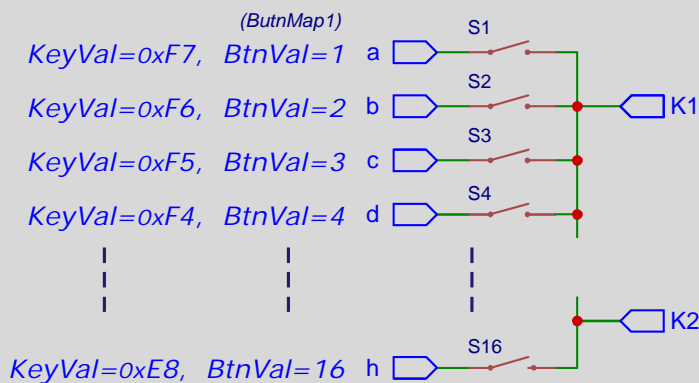 (ButnMap1)
S1
KeyVal=0xF7, BtnVal=1 a
S2
KeyVal=0xF6, BtnVal=2 b K1
S3
KeyVal=0xF5, BtnVal=3 c
S4
KeyVal=0xF4, BtnVal=4 d
K2
S16
KeyVal=0xE8, BtnVal=16 h